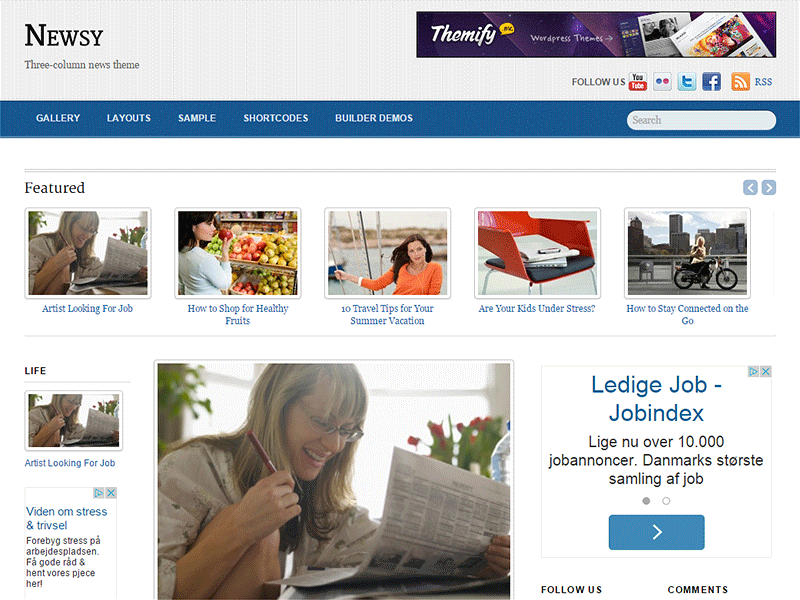 NEWSY
Three-column news theme
Themify
Wordpress Themes
FOLLOW US
You
Tube
RSS
GALLERY
LAYOUTS
SAMPLE
SHORTCODES
BUILDER DEMOS
Search
Featured
Artist Looking For Job
How to Shop for Healthy
Fruits
10 Travel Tips for Your
Summer Vacation
Are Your Kids Under Stress?
How to Stay Connected on the
Go
LIFE
Artist Looking For Job
Viden om stress
& trivsel
Forebyg stress på
arbejdespladsen.
Få gode råd &
hent vores pjece
her!
Ledige Job -
Jobindex
Lige nu over 10.000
jobannoncer. Danmarks største
samling af job
FOLLOW US
COMMENTS